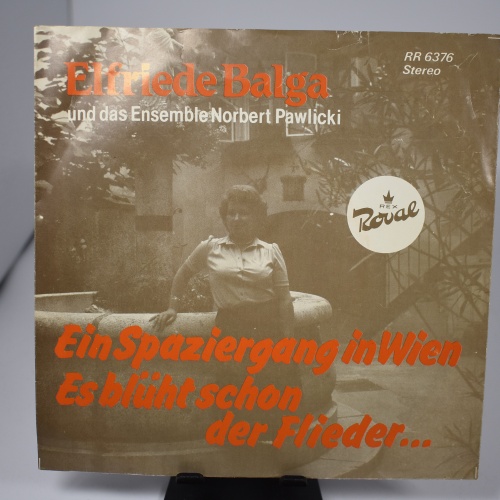 Elfriede Balga
und das Ensemble Norbert Pawlicki
RR 6376
Stereo
REX
Royal
Ein Spaziergang in Wien
Es blüht schon
der Flieder...